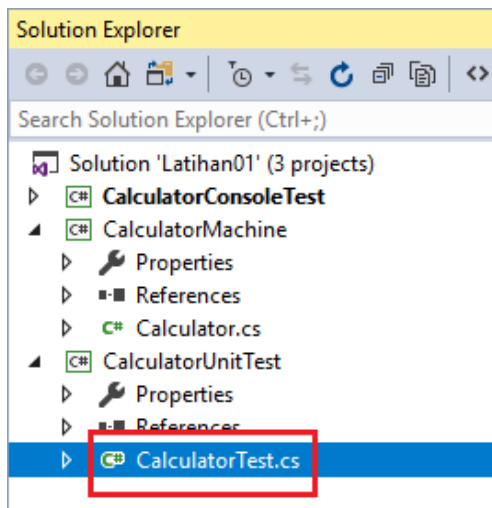 Solution Explorer
Search Solution Explorer (Ctrl+;)
Solution 'Latihan01' (3 projects)
C# CalculatorConsoleTest
C# CalculatorMachine
Properties
References
C# Calculator.cs
C# CalculatorUnitTest
Properties
References
C# CalculatorTest.cs